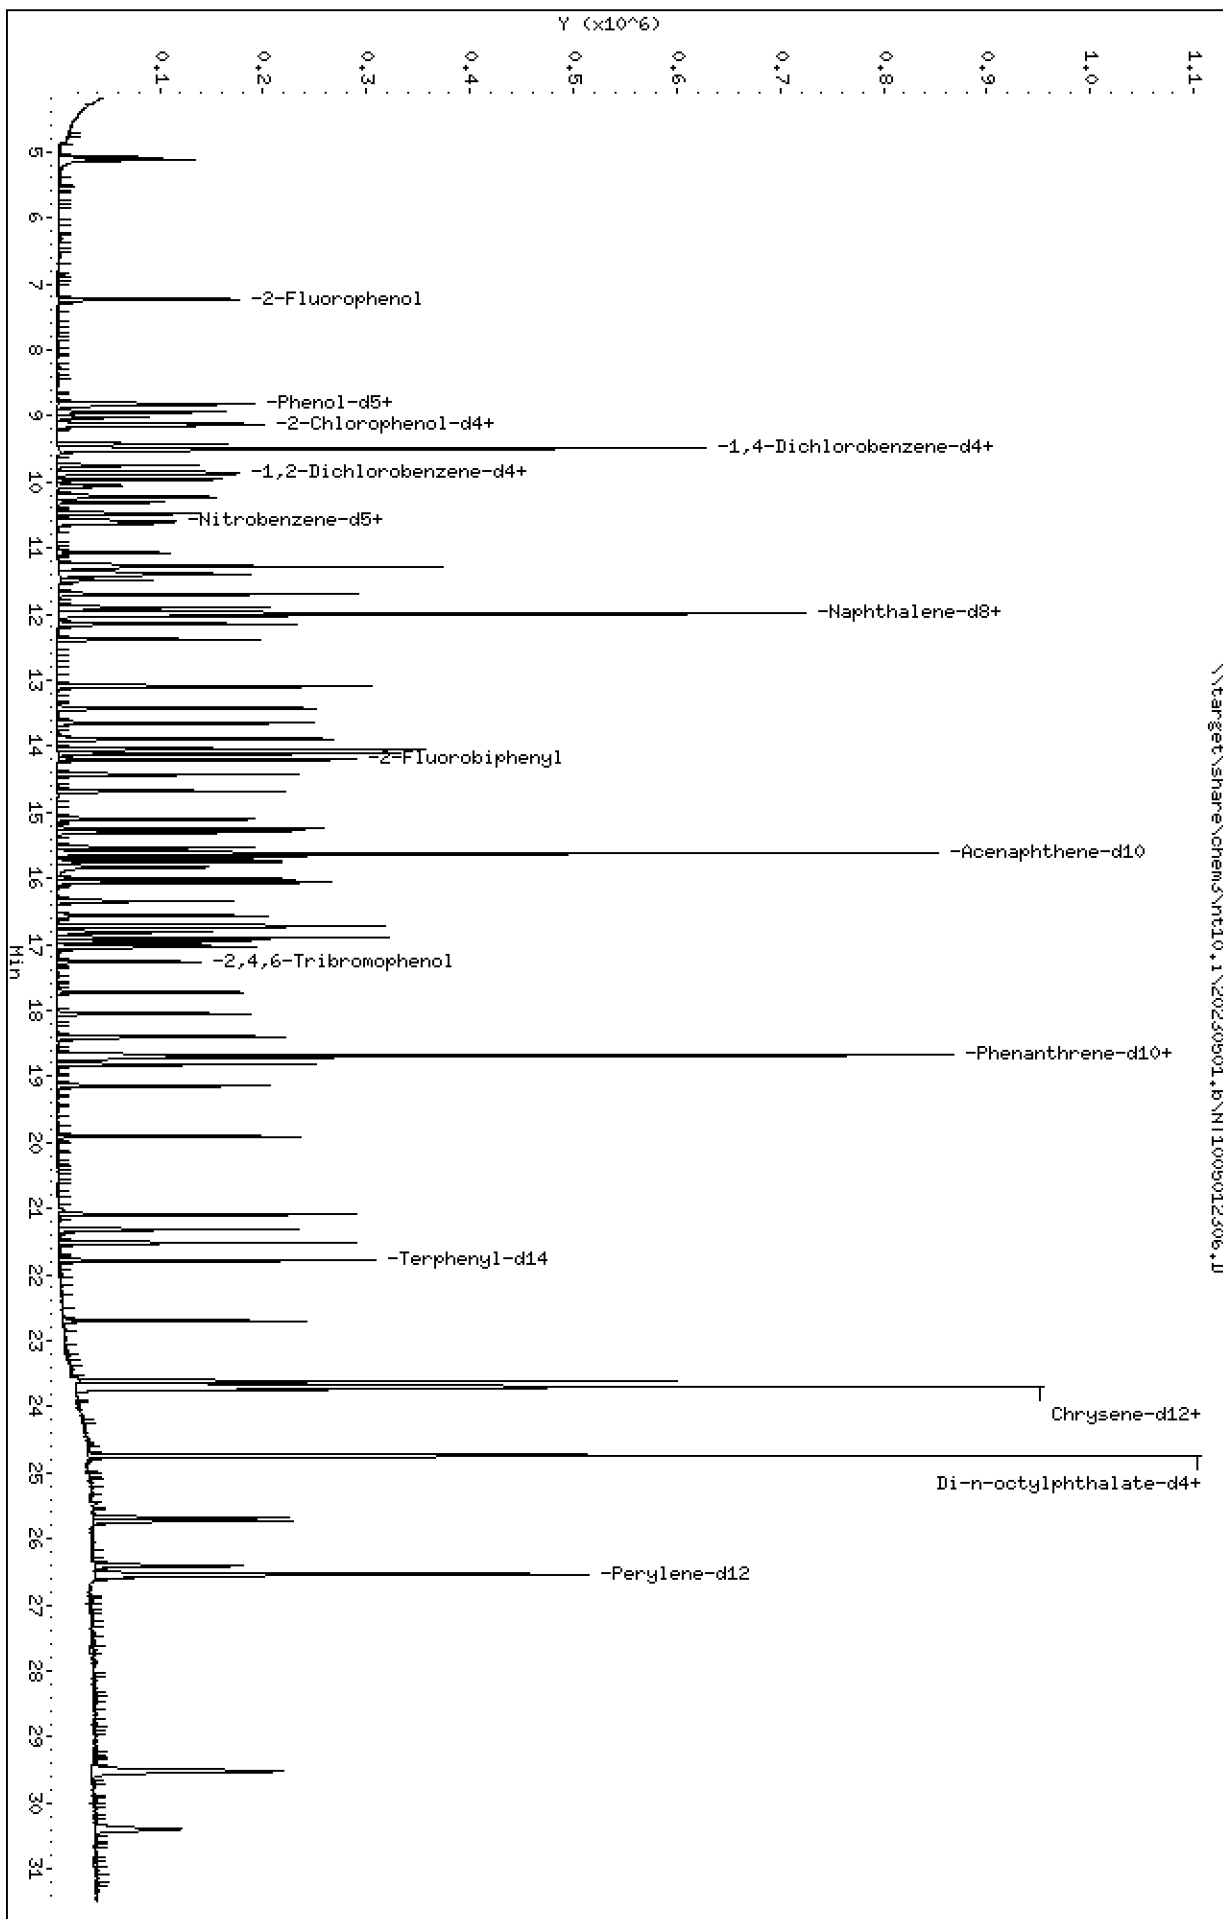 Y (x10^6)
0.1
0.2
0.3
0.4
0.5
0.6
0.7
0.8
0.9
1.0
1.1
5
6
7
8
9
10
11
12
13
14
15
16
17
18
19
20
21
22
23
24
25
26
27
28
29
30
31
Min
-2-Fluorophenol
-Phenol-d5+
-2-Chlorophenol-d4+
-1,4-Dichlorobenzene-d4+
-1,2-Dichlorobenzene-d4+
-Nitrobenzene-d5+
-Naphthalene-d8+
-2-Fluorobiphenyl
-Acenaphthene-d10
-2,4,6-Tribromophenol
-Phenanthrene-d10+
-Terphenyl-d14
Chrysene-d12+
Di-n-octylphthalate-d4+
-Perylene-d12